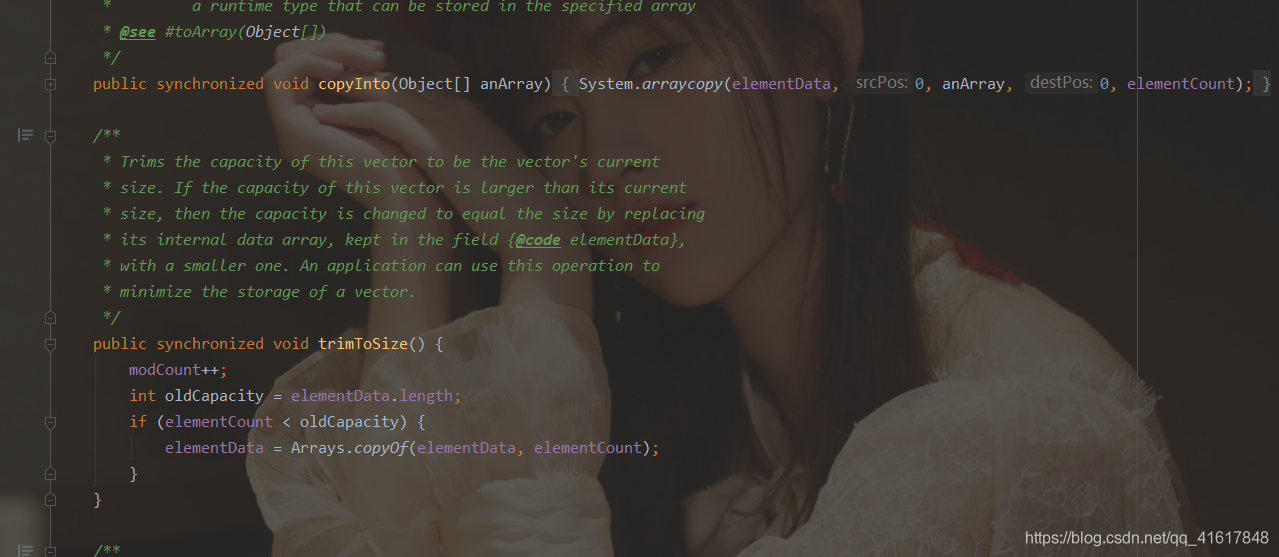 *         a runtime type that can be stored in the specified array
* @see #toArray(Object[])
*/
public synchronized void copyInto(Object[] anArray) { System.arraycopy(elementData, srcPos: 0, anArray, destPos: 0, elementCount); }
/**
* Trims the capacity of this vector to be the vector's current
* size. If the capacity of this vector is larger than its current
* size, then the capacity is changed to equal the size by replacing
* its internal data array, kept in the field {@code elementData},
* with a smaller one. An application can use this operation to
* minimize the storage of a vector.
*/
public synchronized void trimToSize() {
modCount++;
int oldCapacity = elementData.length;
if (elementCount < oldCapacity) {
elementData = Arrays.copyOf(elementData, elementCount);
}
}
/**
https://blog.csdn.net/qq_41617848